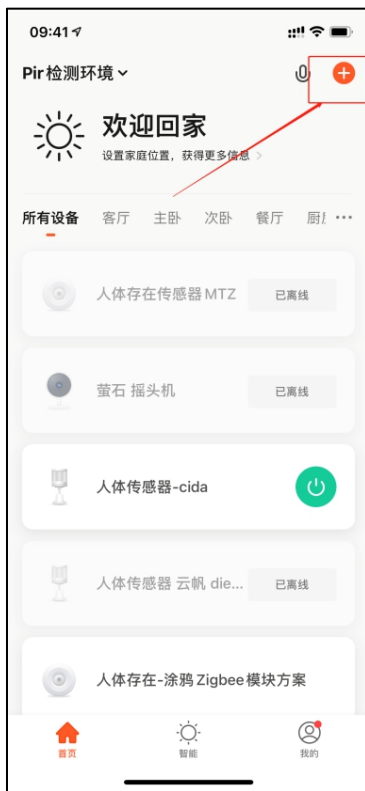 09:41
Pir检测环境
欢迎回家
设置家庭位置，获得更多信息 >
所有设备 客厅 主卧 次卧 餐厅 •••
人体存在传感器MTZ 已离线
萤石 摇头机 已离线
人体传感器-cida
人体传感器 云帆 die... 已离线
人体存在-涂鸦Zigbee模块方案
首页 智能 我的